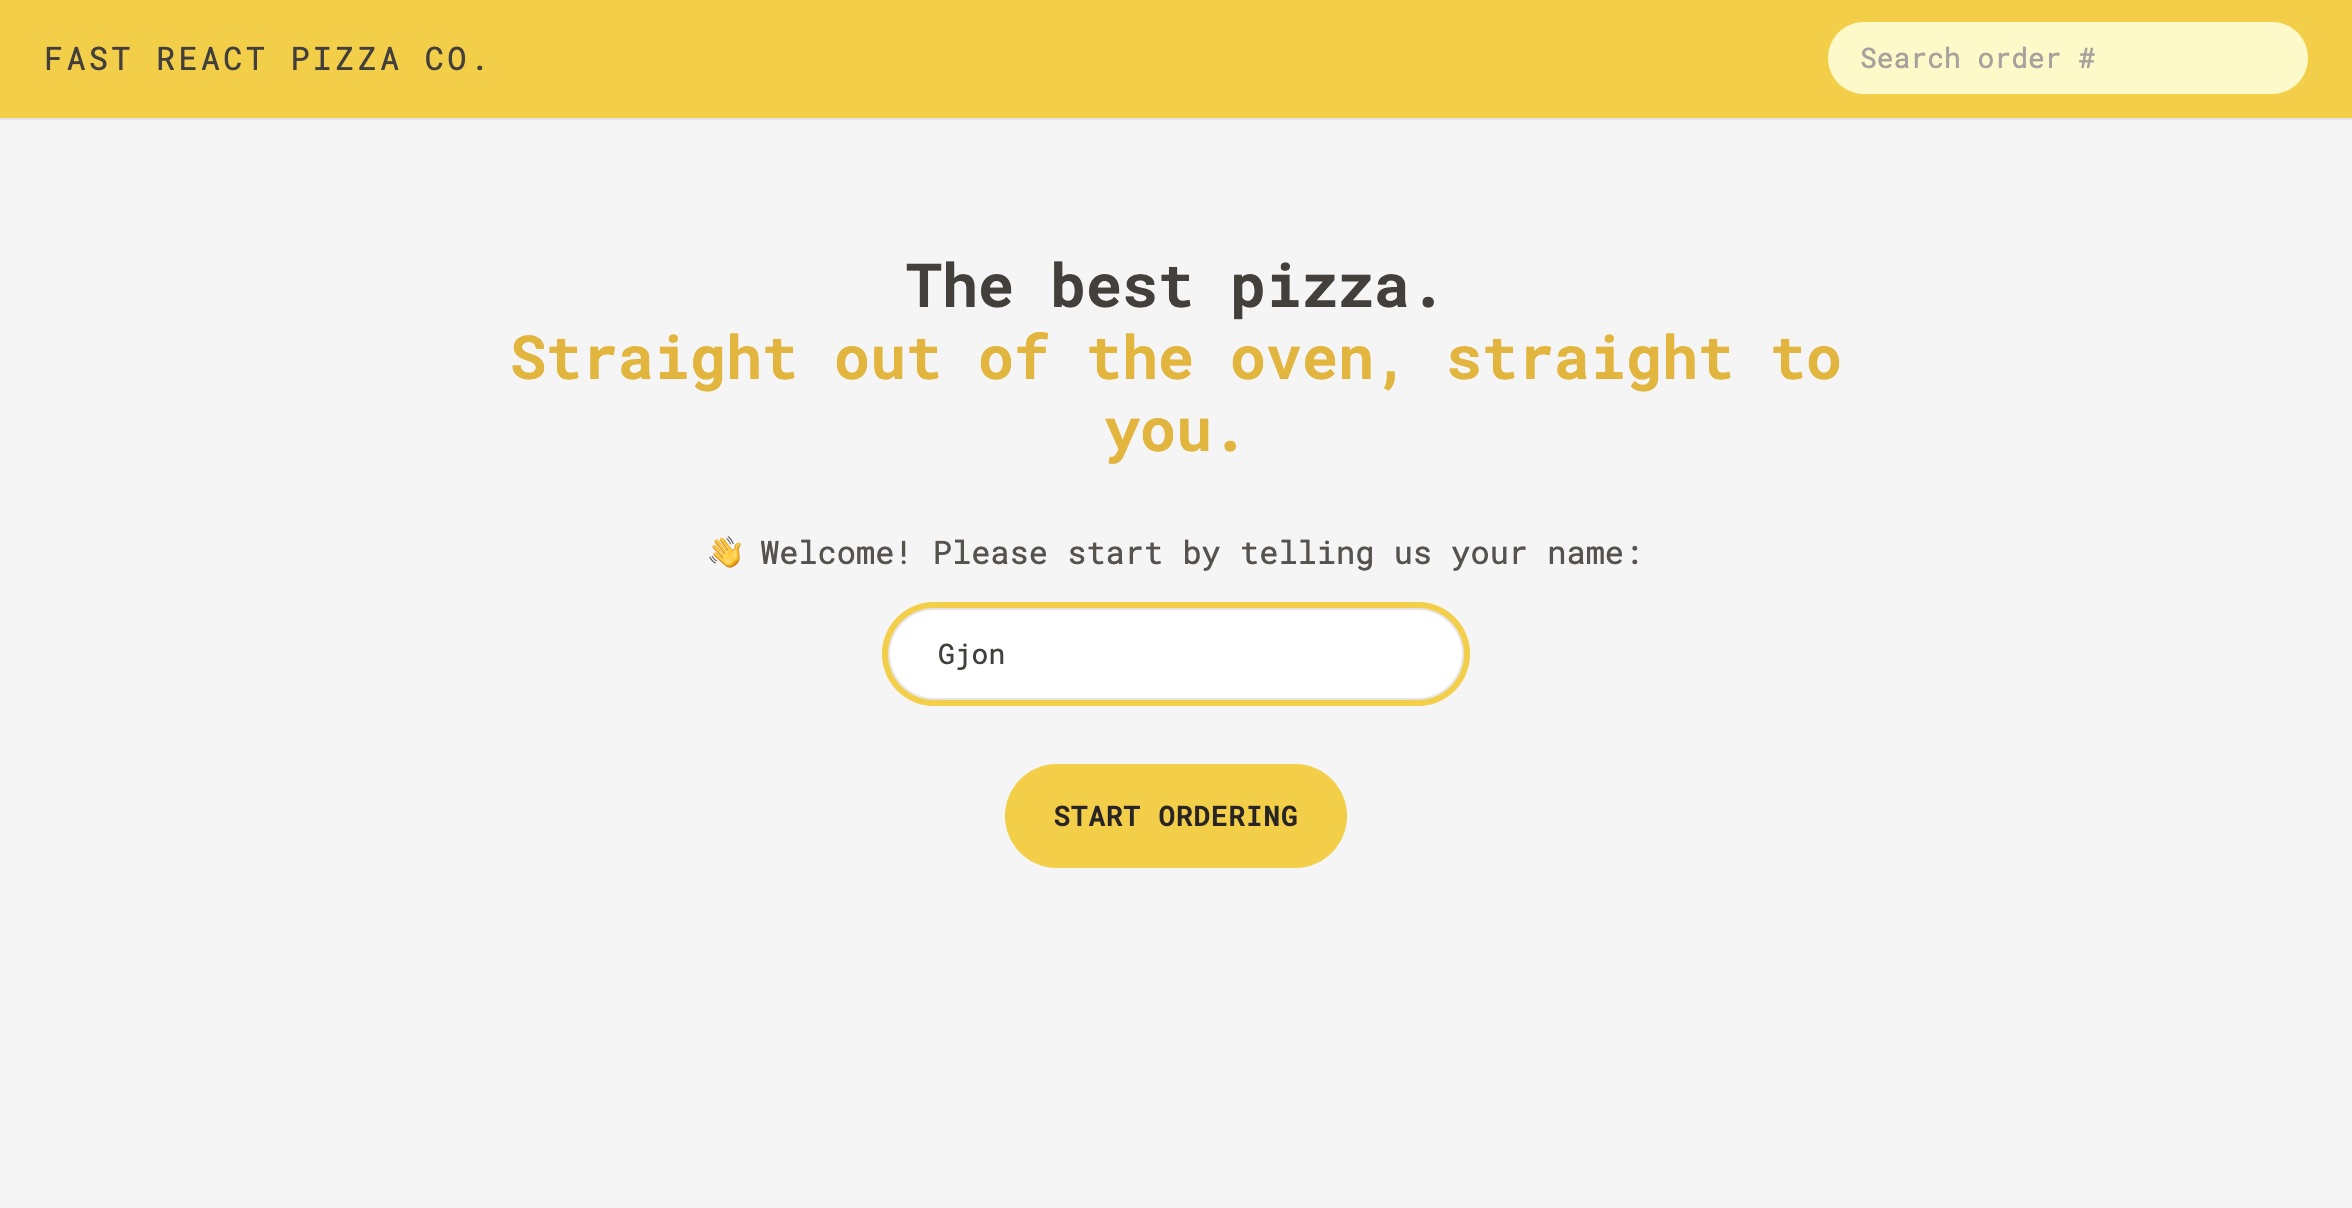 FAST REACT PIZZA CO.
Search order #
The best pizza.
Straight out of the oven, straight to
you.
👋 Welcome! Please start by telling us your name:
Gjon
START ORDERING